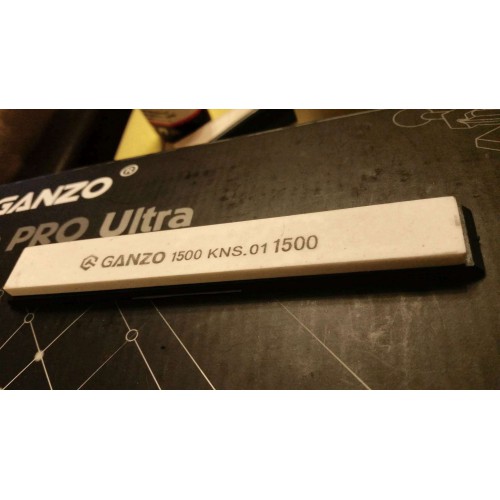 GANZO ®
PRO Ultra
GANZO 1500 KNS.01 1500